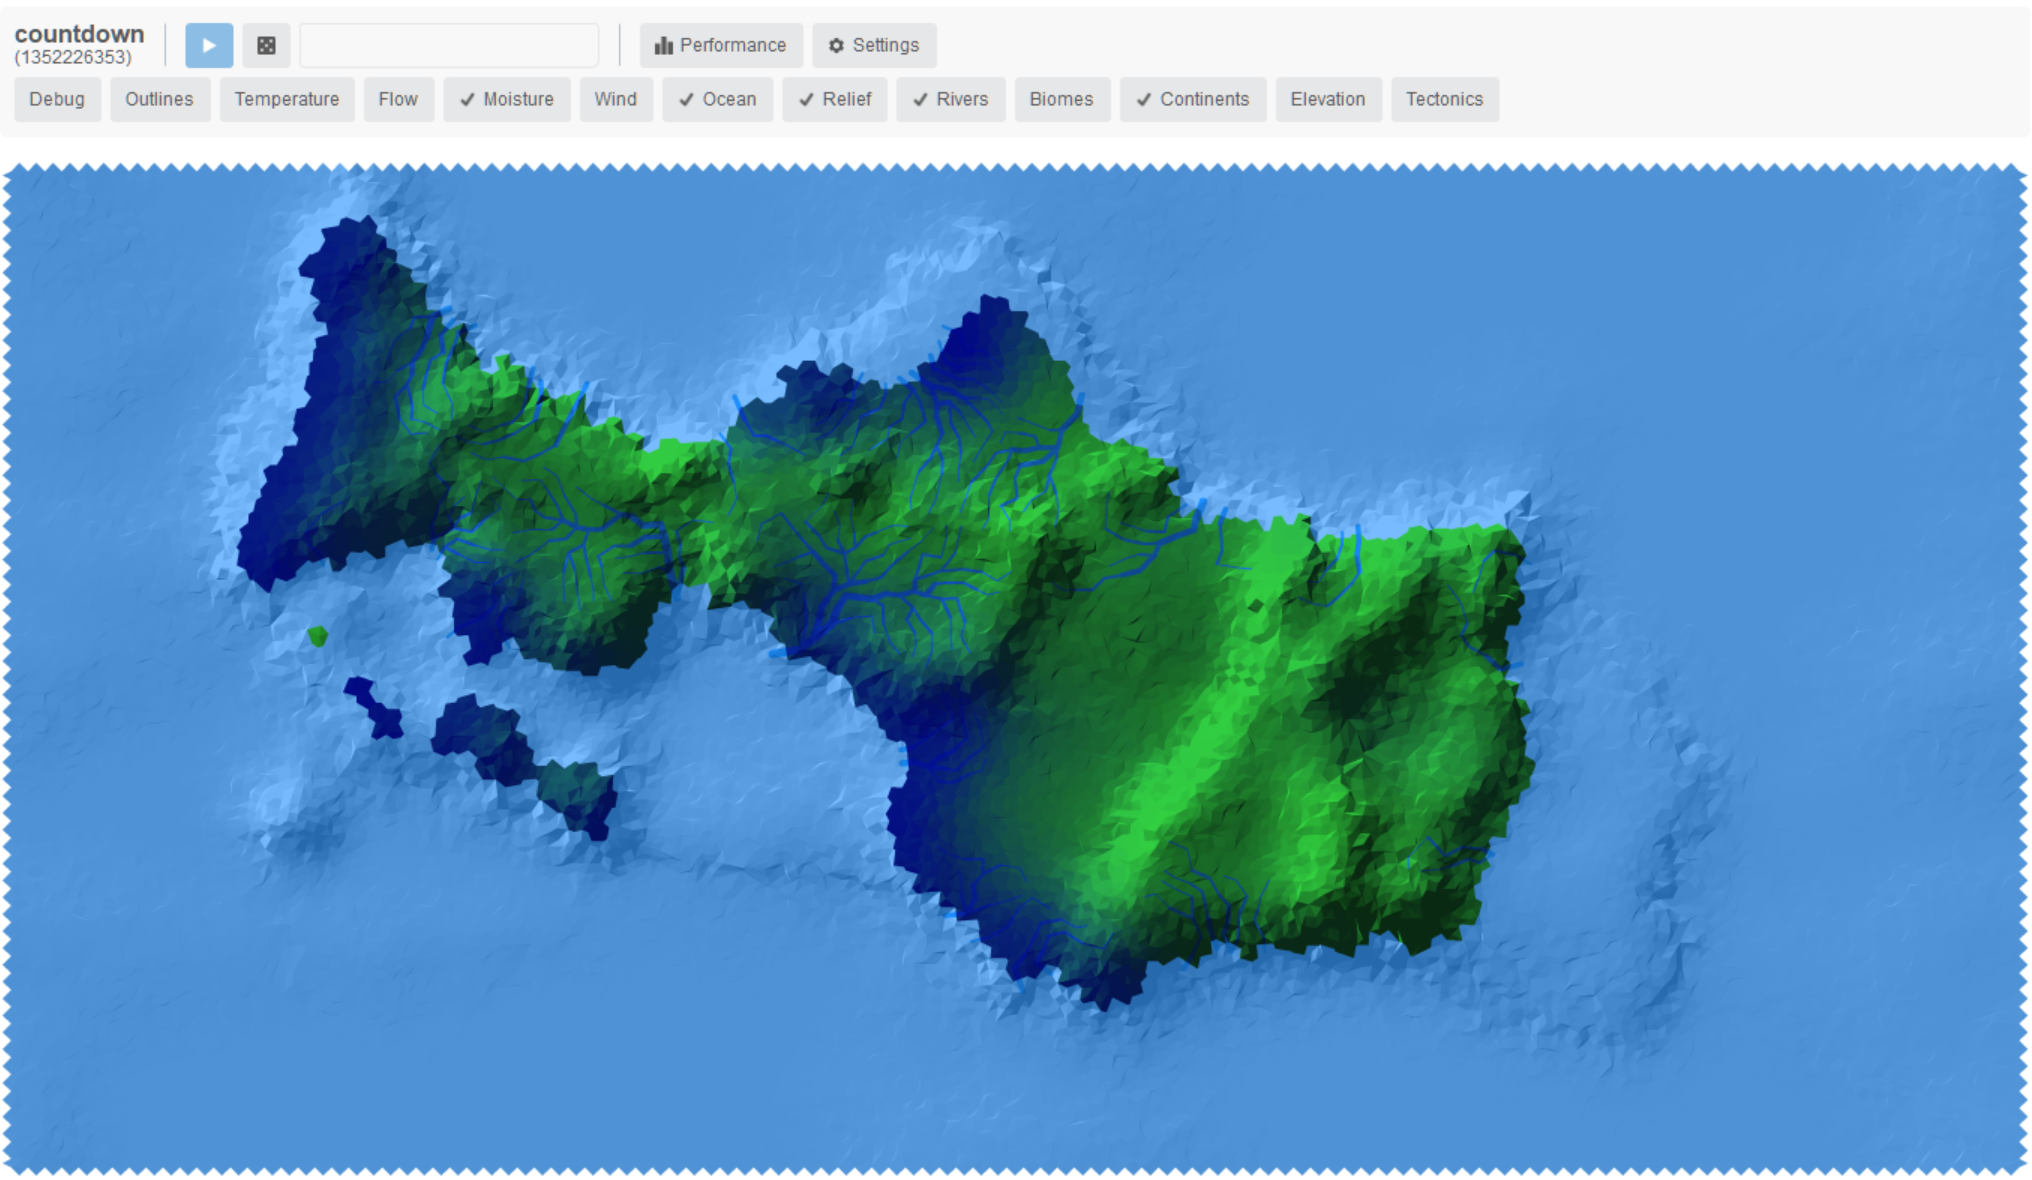 countdown
(1352226353)
Performance Settings
Debug Outlines Temperature Flow Moisture Wind Ocean Relief Rivers Biomes Continents Elevation Tectonics